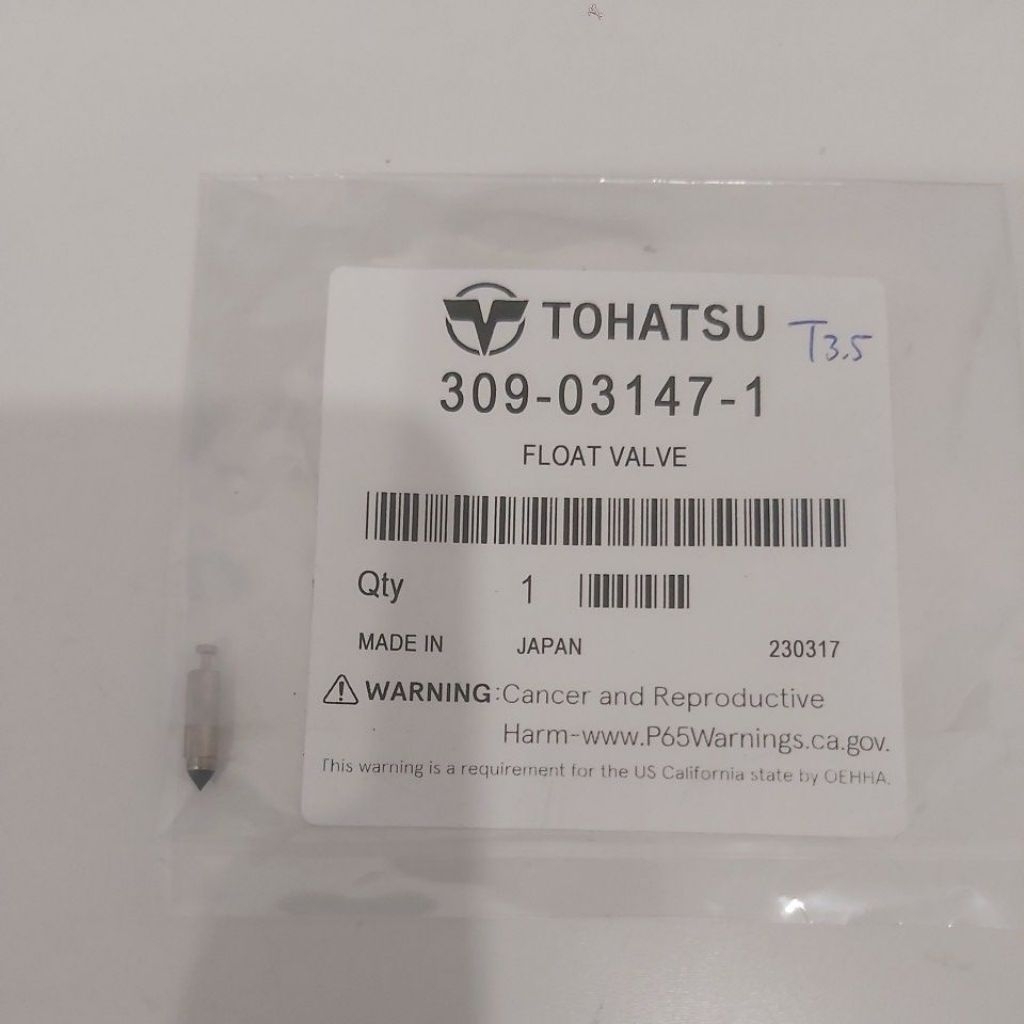 TOHATSU
T3.5
309-03147-1
FLOAT VALVE
Qty 1
MADE IN JAPAN 230317
WARNING:Cancer and Reproductive
Harm-www.P65Warnings.ca.gov.
This warning is a requirement for the US California state by OEHHA.